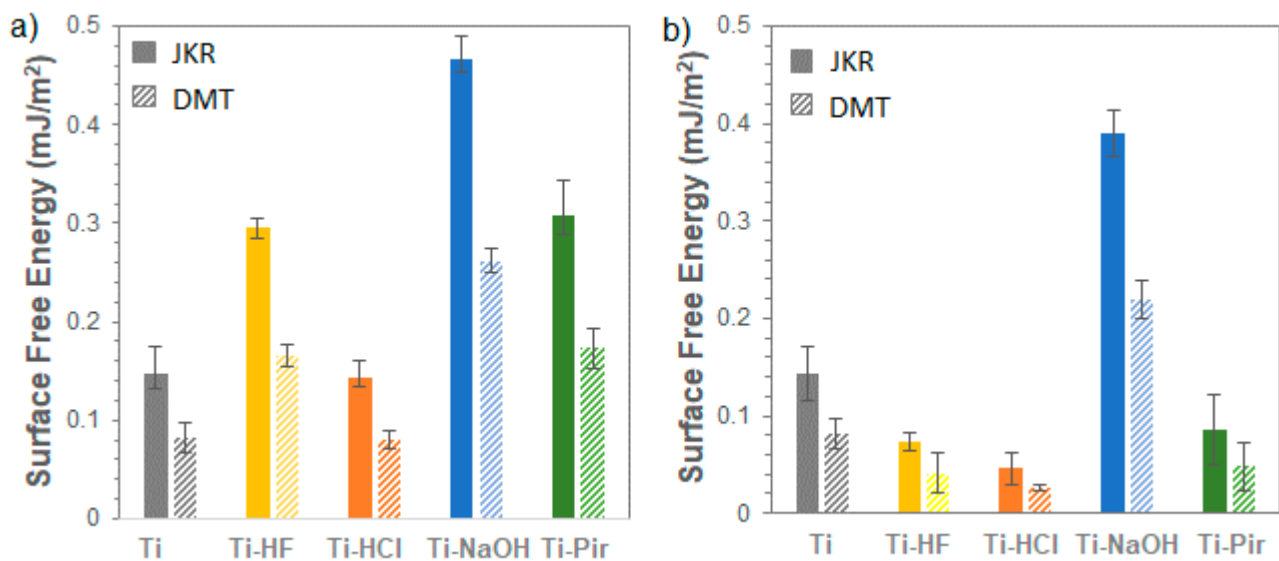 a)
Surface Free Energy (mJ/m²)
0.5
0.4
0.3
0.2
0.1
0
JKR
DMT
Ti Ti-HF Ti-HCl Ti-NaOH Ti-Pir
b)
Surface Free Energy (mJ/m²)
0.5
0.4
0.3
0.2
0.1
0
JKR
DMT
Ti Ti-HF Ti-HCl Ti-NaOH Ti-Pir